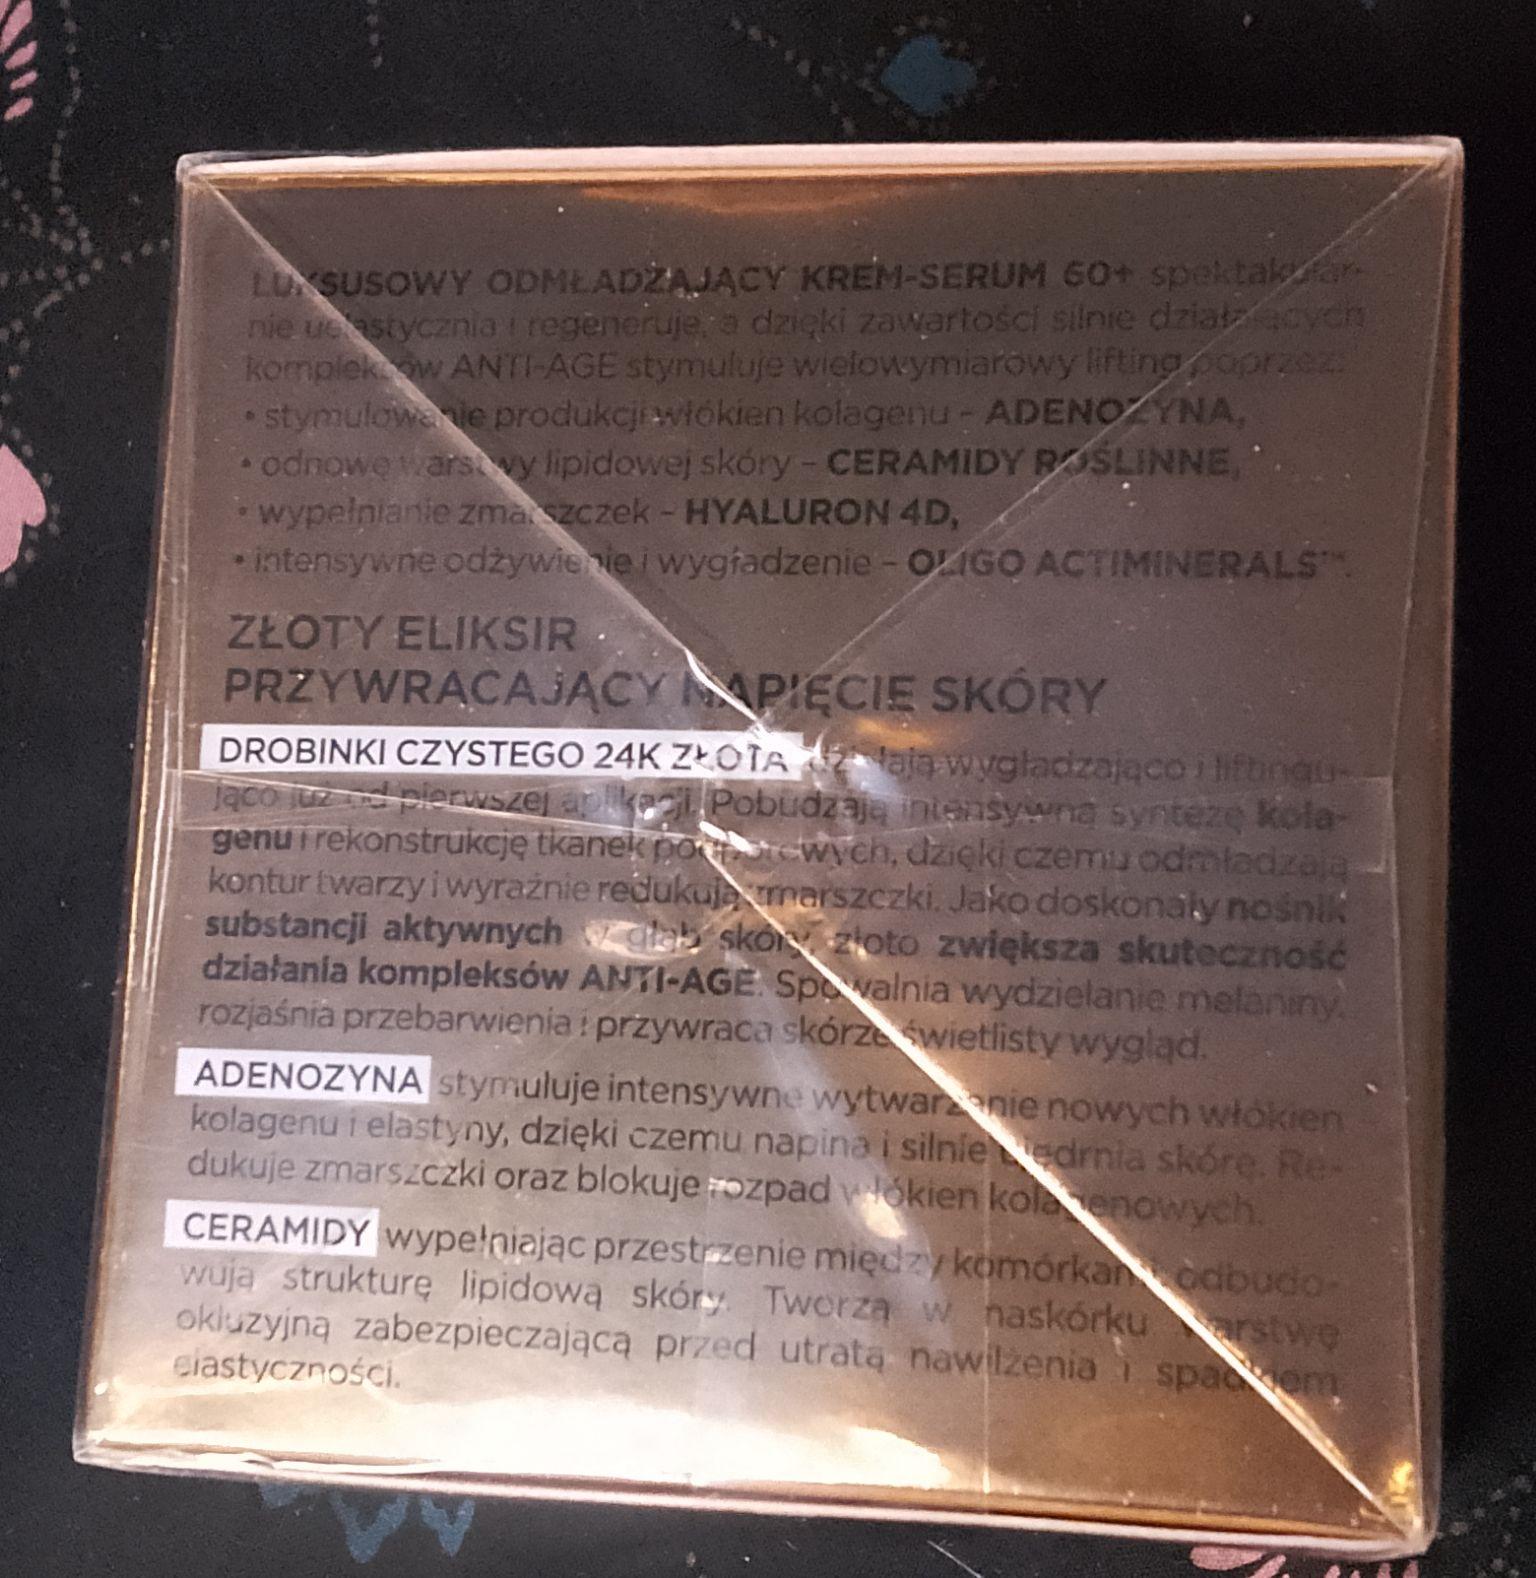 LUKSUSOWY ODMŁADZAJĄCY KREM-SERUM 60+ spektakular-
nie uelastycznia i regeneruje, a dzięki zawartości silnie działających
kompleksów ANTI-AGE stymuluje wielowymiarowy lifting poprzez:
• stymulowanie produkcji włókien kolagenu – ADENOZYNA,
• odnowę warstwy lipidowej skóry – CERAMIDY ROŚLINNE,
• wypełnianie zmarszczek – HYALURON 4D,
• intensywne odżywienie i wygładzenie – OLIGO ACTIMINERALS™.
ZŁOTY ELIKSIR
PRZYWRACAJĄCY NAPIĘCIE SKÓRY
DROBINKI CZYSTEGO 24K ZŁOTA działają wygładzająco i liftingu-
jąco już od pierwszej aplikacji. Pobudzają intensywną syntezę kola-
genu i rekonstrukcję tkanek podporowych, dzięki czemu odmładzają
kontur twarzy i wyraźnie redukują zmarszczki. Jako doskonały nośnik
substancji aktywnych w głąb skóry, złoto zwiększa skuteczność
działania kompleksów ANTI-AGE. Spowalnia wydzielanie melaniny,
rozjaśnia przebarwienia i przywraca skórze świetlisty wygląd.
ADENOZYNA stymuluje intensywne wytwarzanie nowych włókien
kolagenu i elastyny, dzięki czemu napina i silnie ujędrnia skórę. Re-
dukuje zmarszczki oraz blokuje rozpad włókien kolagenowych.
CERAMIDY wypełniając przestrzenie między komórkami odbudo-
wują strukturę lipidową skóry. Tworzą w naskórku warstwę
okluzyjną zabezpieczającą przed utratą nawilżenia i spadkiem
elastyczności.